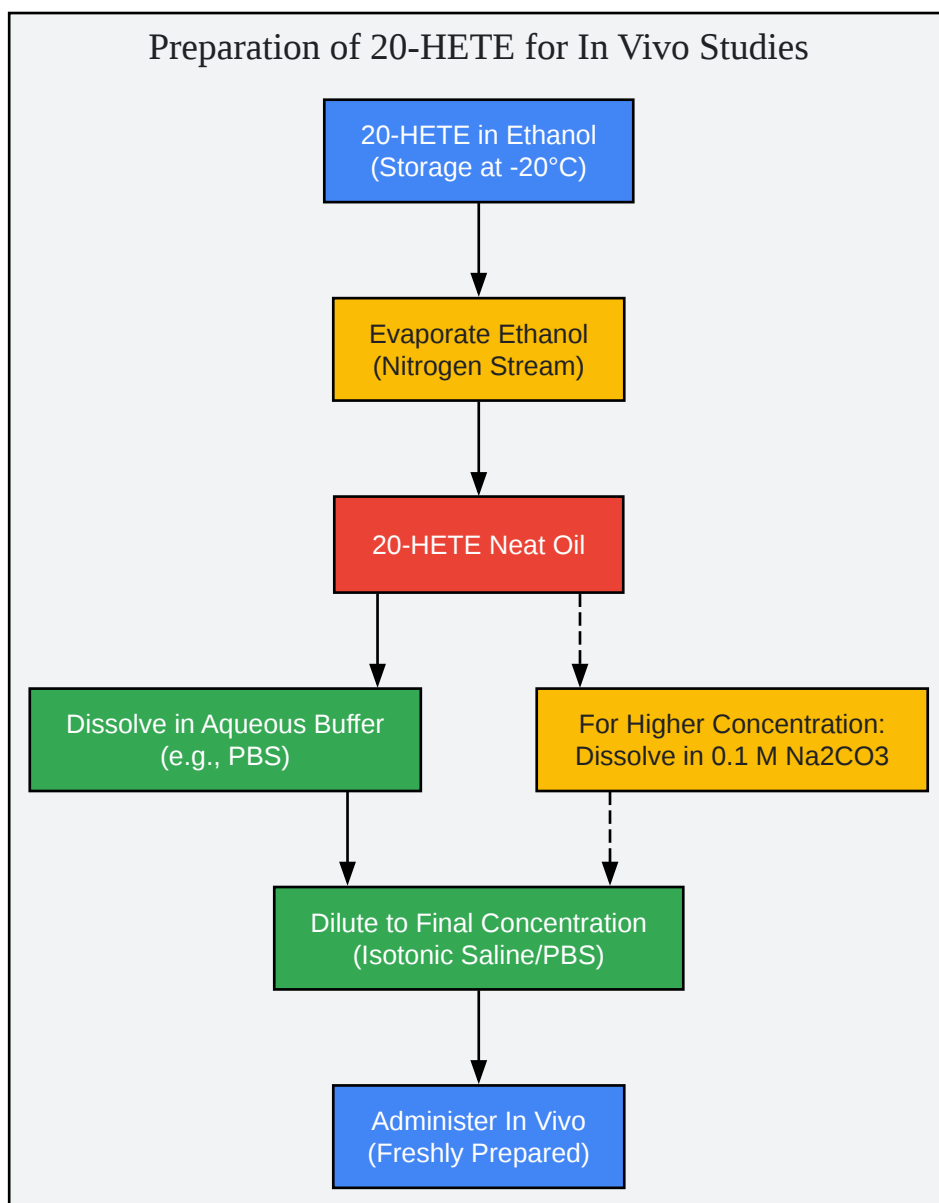 Preparation of 20-HETE for In Vivo Studies
20-HETE in Ethanol
(Storage at -20°C)
Evaporate Ethanol
(Nitrogen Stream)
20-HETE Neat Oil
Dissolve in Aqueous Buffer
(e.g., PBS)
For Higher Concentration:
Dissolve in 0.1 M Na2CO3
Dilute to Final Concentration
(Isotonic Saline/PBS)
Administer In Vivo
(Freshly Prepared)